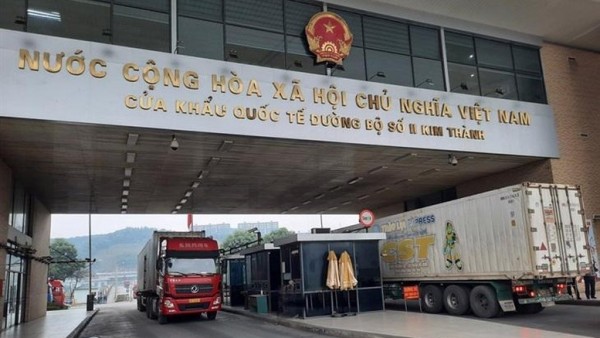 NƯỚC CỘNG HÒA XÃ HỘI CHỦ NGHĨA VIỆT NAM
CỬA KHẨU QUỐC TẾ ĐƯỜNG BỘ SỐ II KIM THÀNH
EXPRESS